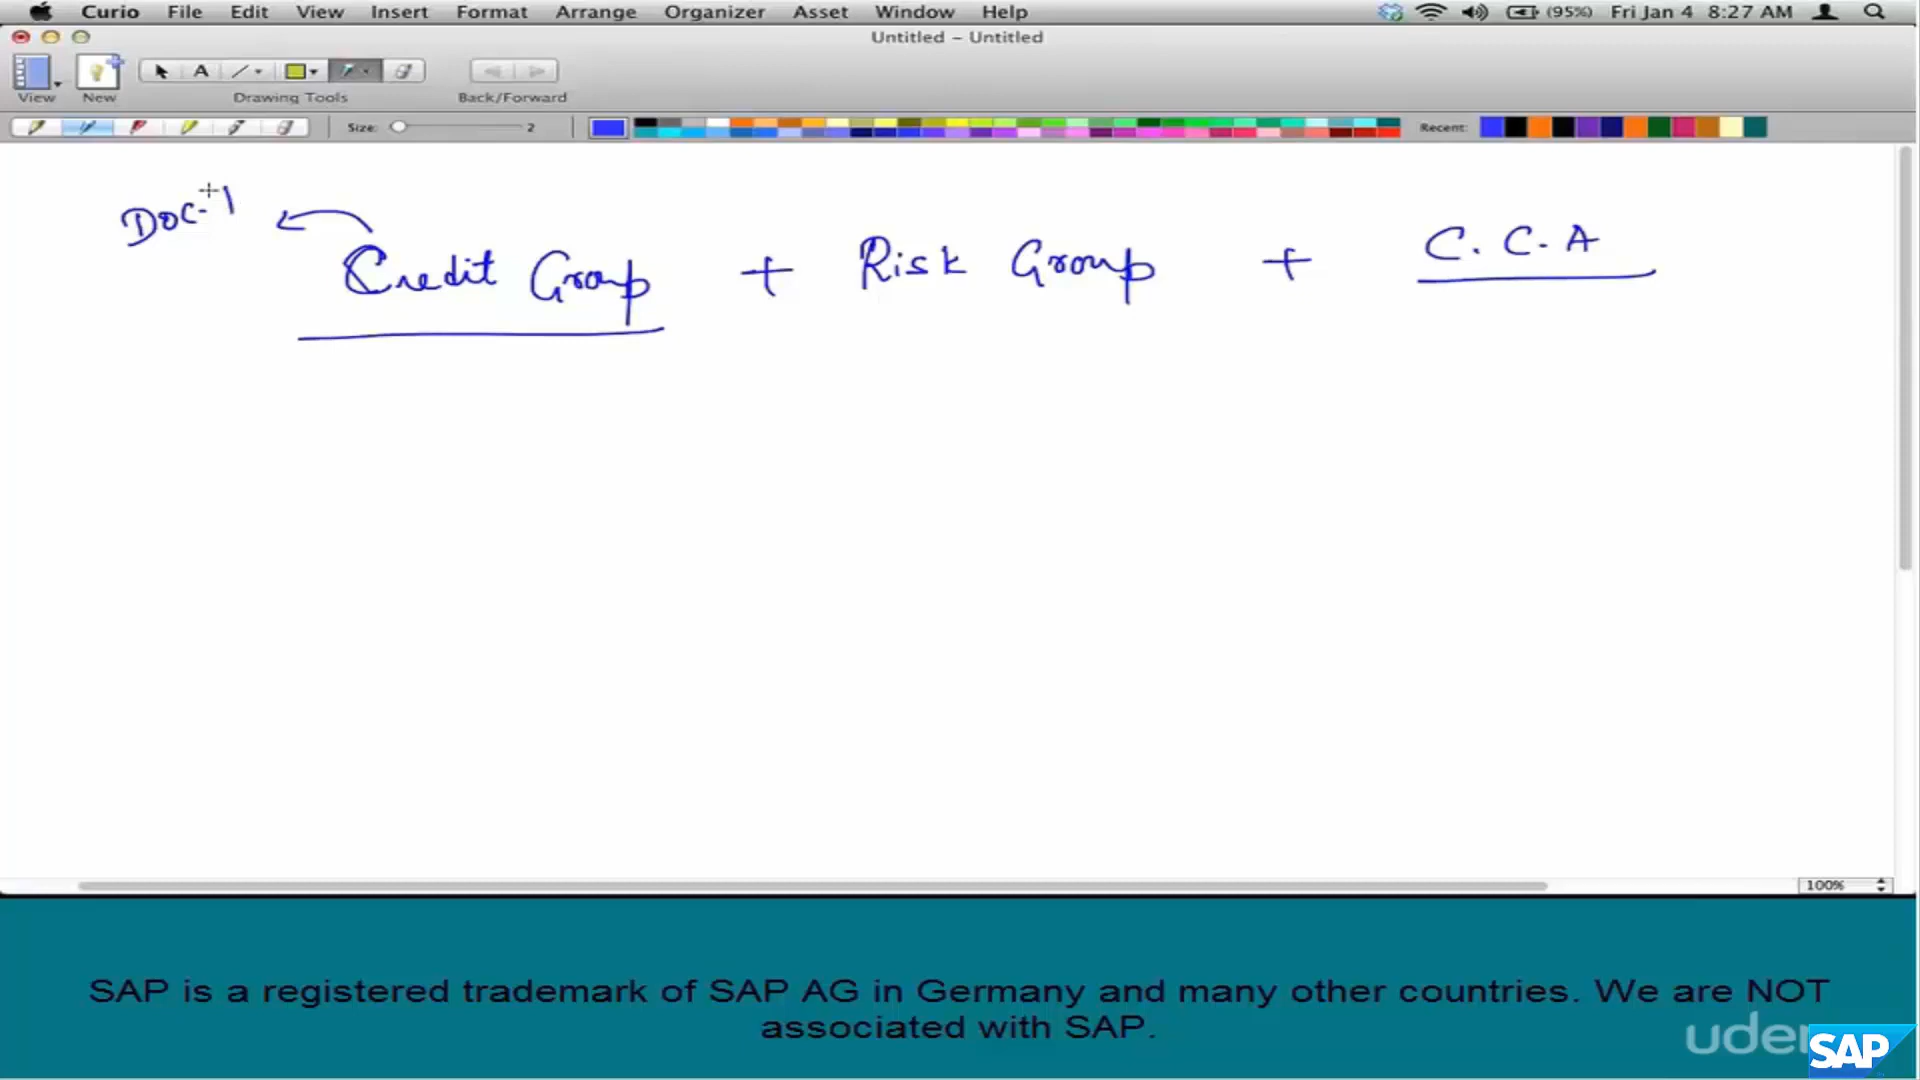 Curio File Edit View Insert Format Arrange Organizer Asset Window Help (95%) Fri Jan 4 8:27 AM
Untitled – Untitled
A
View New Drawing Tools Back/Forward
Size: 2 Recent:
Doc-1
Credit Group + Risk Group + C.C.A
100%
SAP is a registered trademark of SAP AG in Germany and many other countries. We are NOT
associated with SAP.
SAP